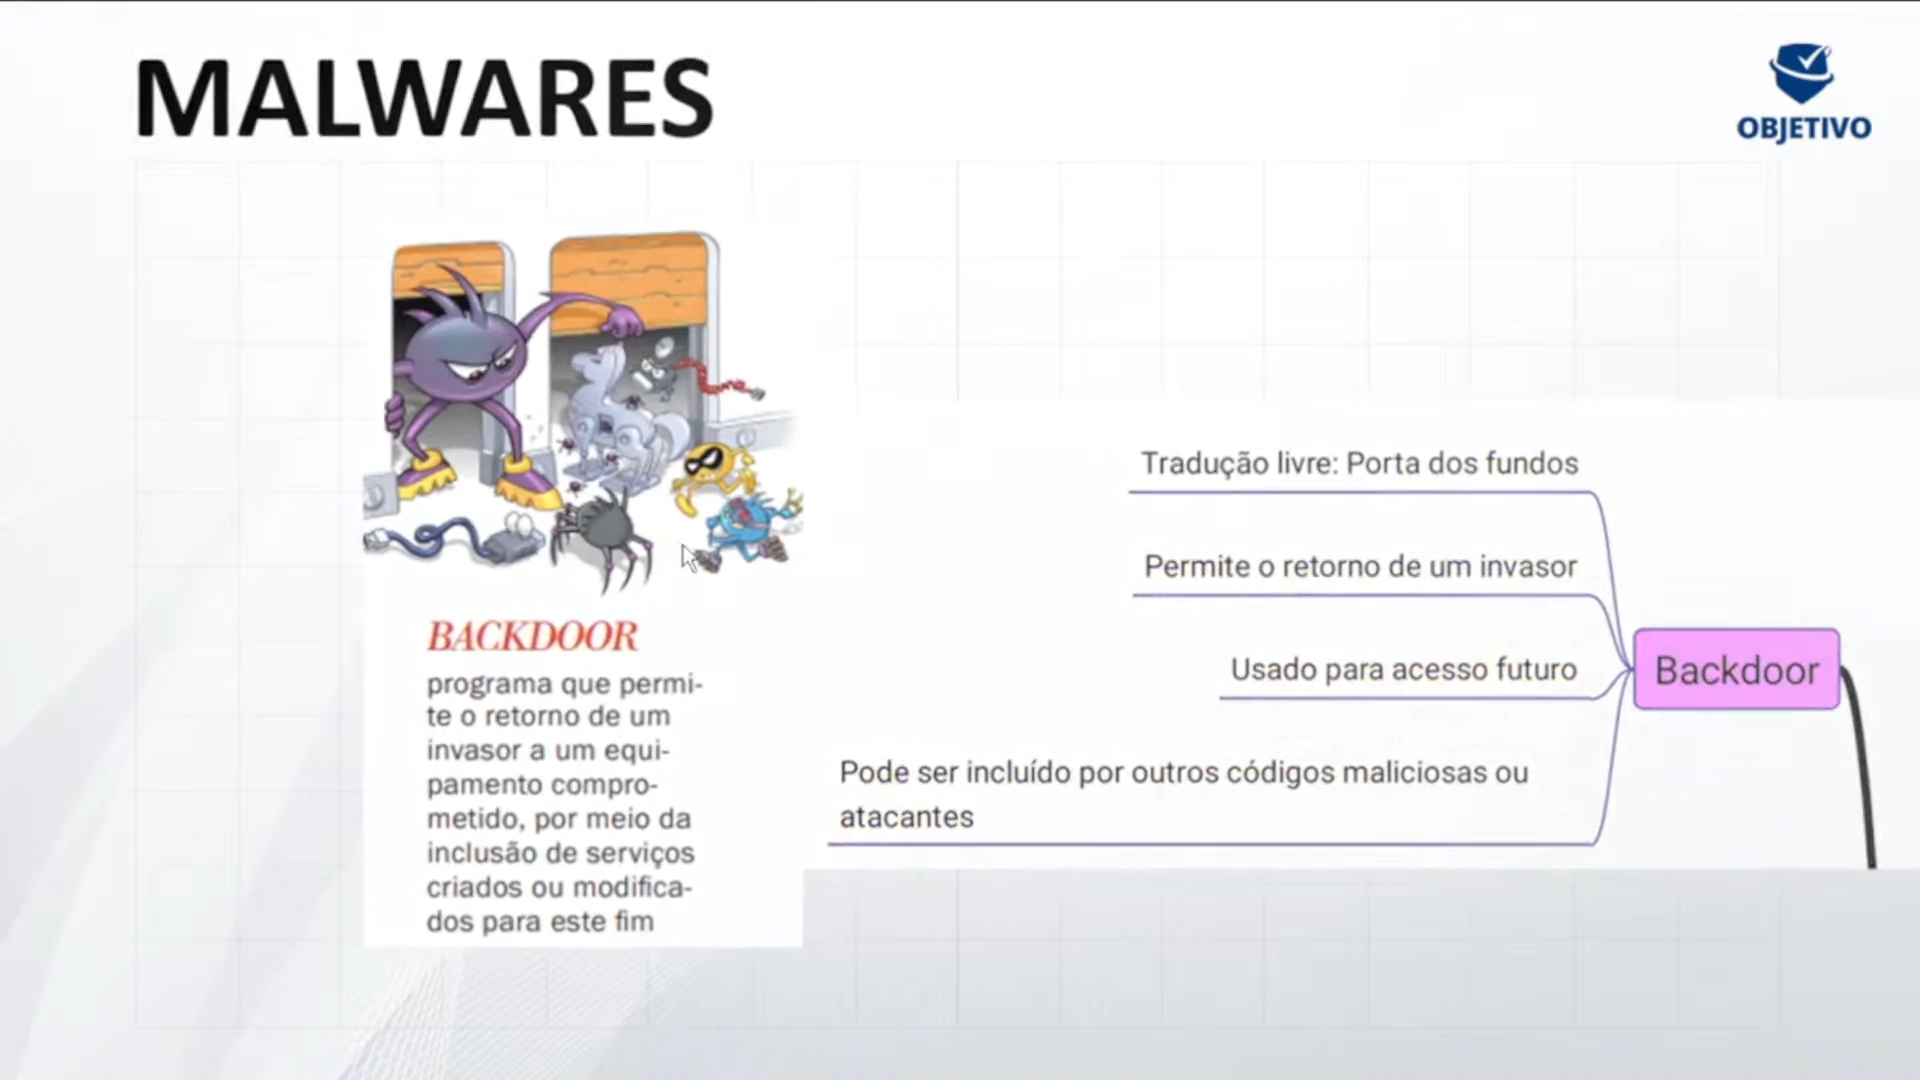 MALWARES
OBJETIVO
BACKDOOR
programa que permi-
te o retorno de um
invasor a um equi-
pamento compro-
metido, por meio da
inclusão de serviços
criados ou modifica-
dos para este fim
Tradução livre: Porta dos fundos
Permite o retorno de um invasor
Usado para acesso futuro
Pode ser incluído por outros códigos maliciosas ou
atacantes
Backdoor